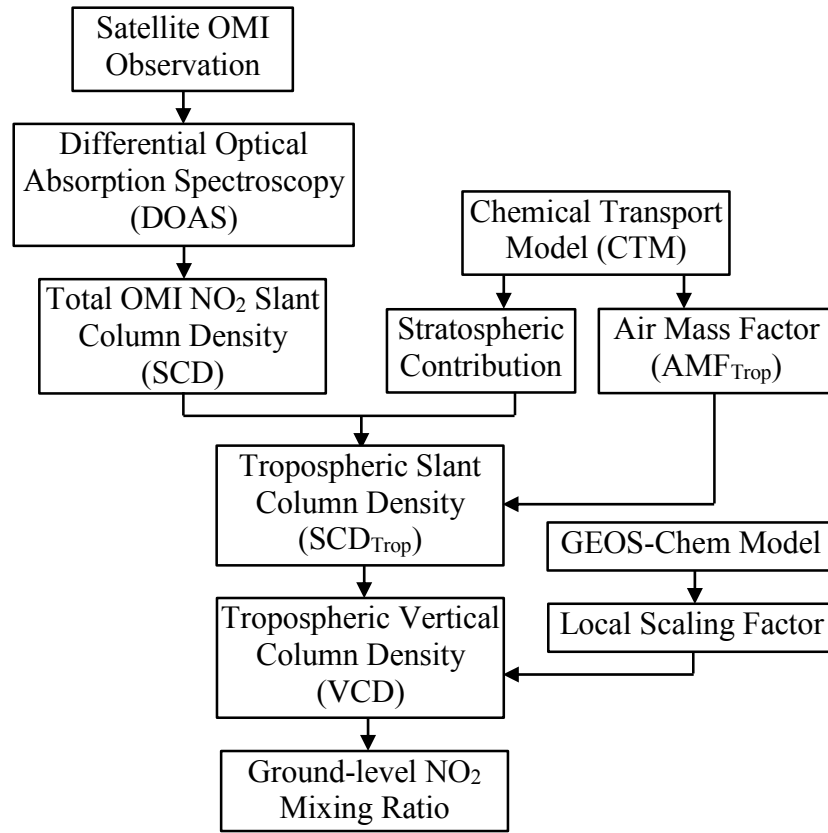 Satellite OMI
Observation
Differential Optical
Absorption Spectroscopy
(DOAS)
Chemical Transport
Model (CTM)
Total OMI NO₂ Slant
Column Density
(SCD)
Stratospheric
Contribution
Air Mass Factor
(AMF_Trop)
Tropospheric Slant
Column Density
(SCD_Trop)
GEOS-Chem Model
Tropospheric Vertical
Column Density
(VCD)
Local Scaling Factor
Ground-level NO₂
Mixing Ratio